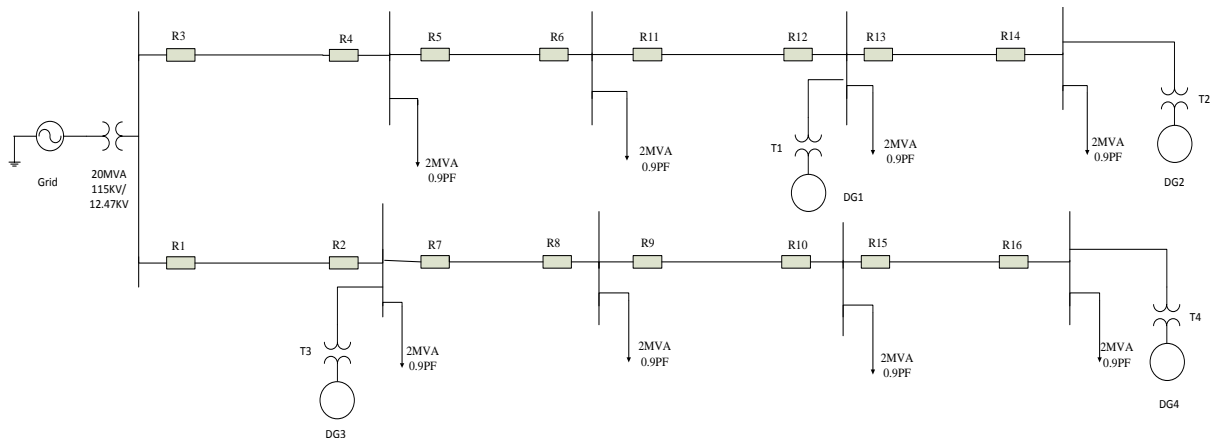 R3
R4
R5
R6
R11
R12
R13
R14
T2
T1
2MVA
0.9PF
2MVA
0.9PF
2MVA
0.9PF
2MVA
0.9PF
Grid
20MVA
115KV/
12.47KV
DG1
DG2
R1
R2
R7
R8
R9
R10
R15
R16
T3
T4
2MVA
0.9PF
2MVA
0.9PF
2MVA
0.9PF
2MVA
0.9PF
DG3
DG4